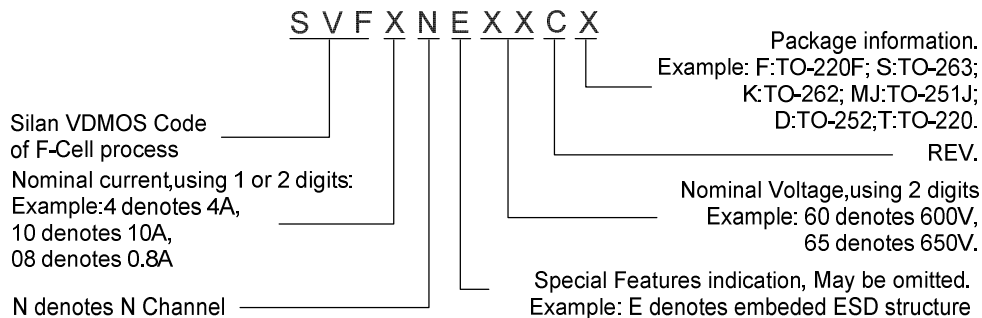 S V F X N E X X C X
Package information.
Example: F:TO-220F; S:TO-263;
K:TO-262; MJ:TO-251J;
D:TO-252;T:TO-220.
REV.
Nominal Voltage,using 2 digits
Example: 60 denotes 600V,
65 denotes 650V.
Special Features indication, May be omitted.
Example: E denotes embeded ESD structure
Silan VDMOS Code
of F-Cell process
Nominal current,using 1 or 2 digits:
Example:4 denotes 4A,
10 denotes 10A,
08 denotes 0.8A
N denotes N Channel